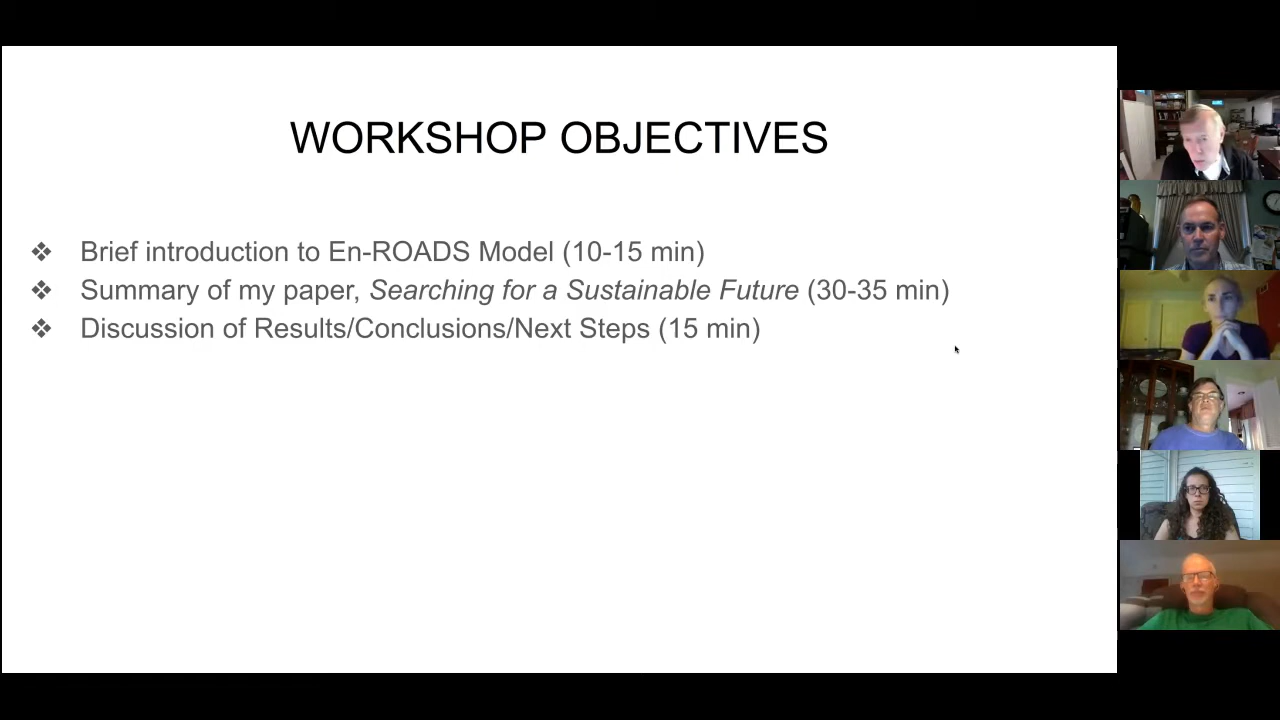 WORKSHOP OBJECTIVES
❖ Brief introduction to En-ROADS Model (10-15 min)
❖ Summary of my paper, Searching for a Sustainable Future (30-35 min)
❖ Discussion of Results/Conclusions/Next Steps (15 min)